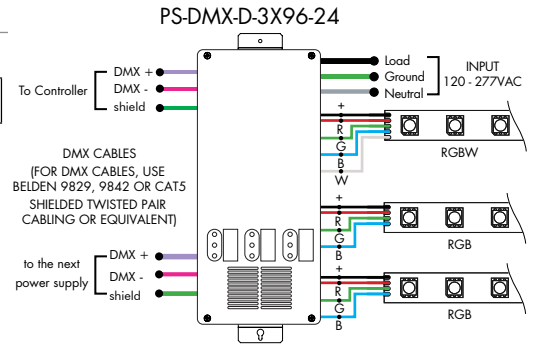 PS-DMX-D-3X96-24
To Controller
DMX +
DMX -
shield
Load
Ground
Neutral
INPUT
120 - 277VAC
+
R
G
B
W
RGBW
DMX CABLES
(FOR DMX CABLES, USE
BELDEN 9829, 9842 OR CAT5
SHIELDED TWISTED PAIR
CABLING OR EQUIVALENT)
+
R
G
B
RGB
to the next
power supply
DMX +
DMX -
shield
+
R
G
B
RGB